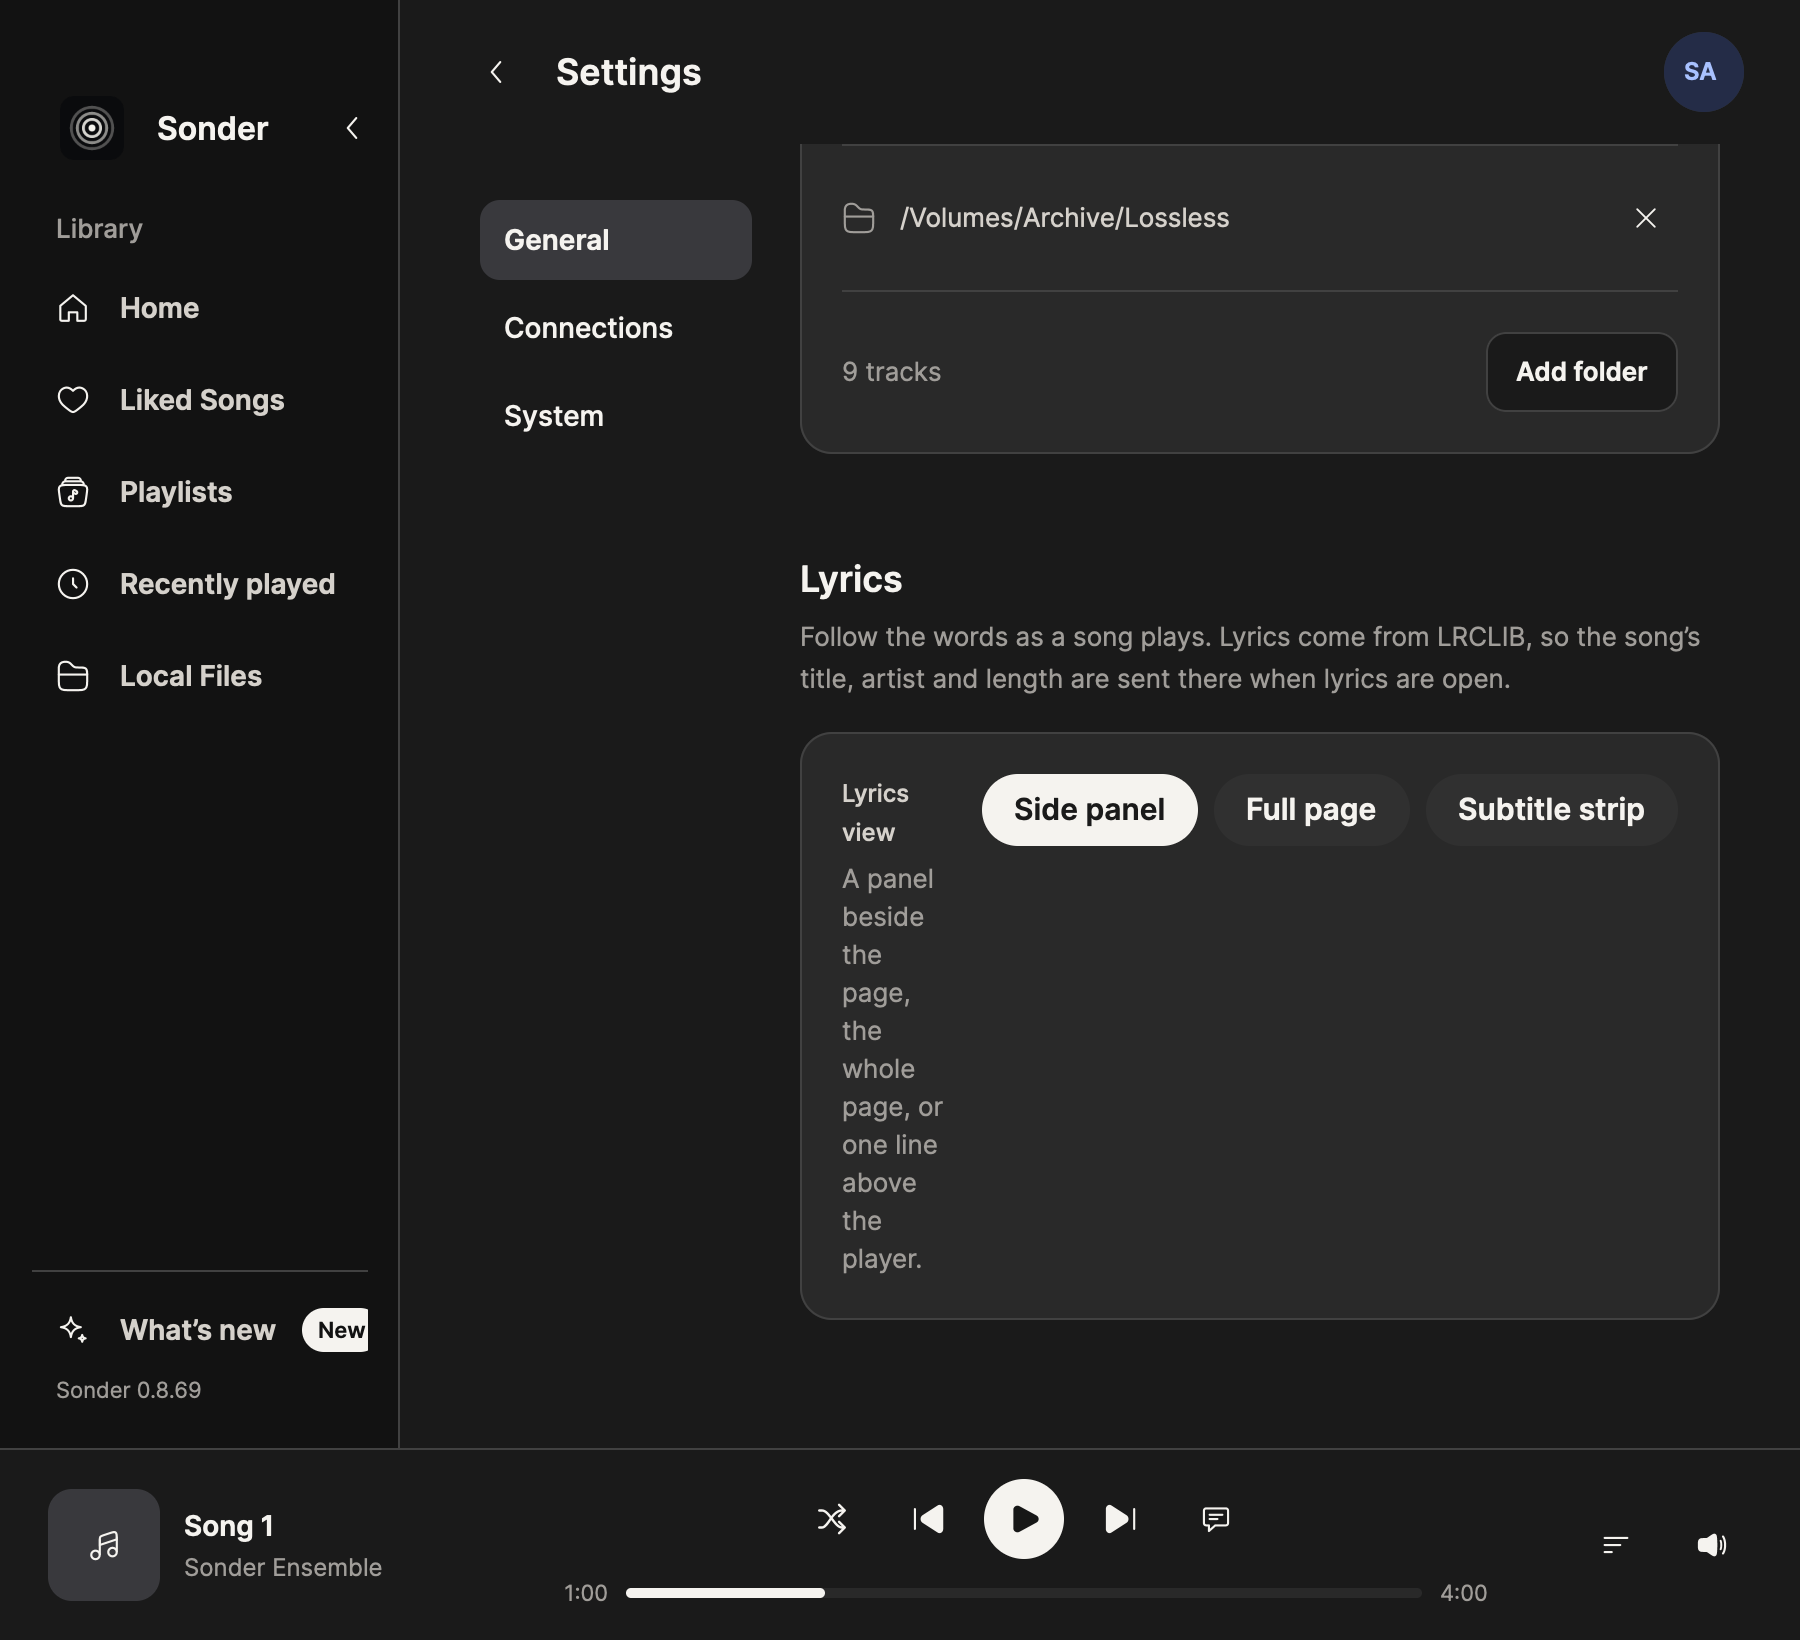 Sonder
Library
Home
Liked Songs
Playlists
Recently played
Local Files
What’s new
New
Sonder 0.8.69
Settings
SA
General
Connections
System
/Volumes/Archive/Lossless
9 tracks
Add folder
Lyrics
Follow the words as a song plays. Lyrics come from LRCLIB, so the song’s
title, artist and length are sent there when lyrics are open.
Lyrics
view
A panel
beside
the
page,
the
whole
page, or
one line
above
the
player.
Side panel
Full page
Subtitle strip
Song 1
Sonder Ensemble
1:00
4:00